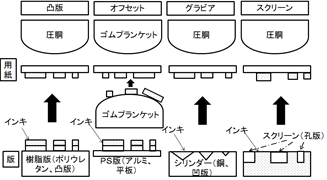 凸版
オフセット
グラビア
スクリーン
圧胴
ゴムブランケット
圧胴
圧胴
用紙
ゴムブランケット
インキ
インキ
インキ
インキ
スクリーン(孔版)
版
樹脂版(ポリウレ
タン、凸版)
PS版(アルミ、
平板)
シリンダー(銅、
凹版)